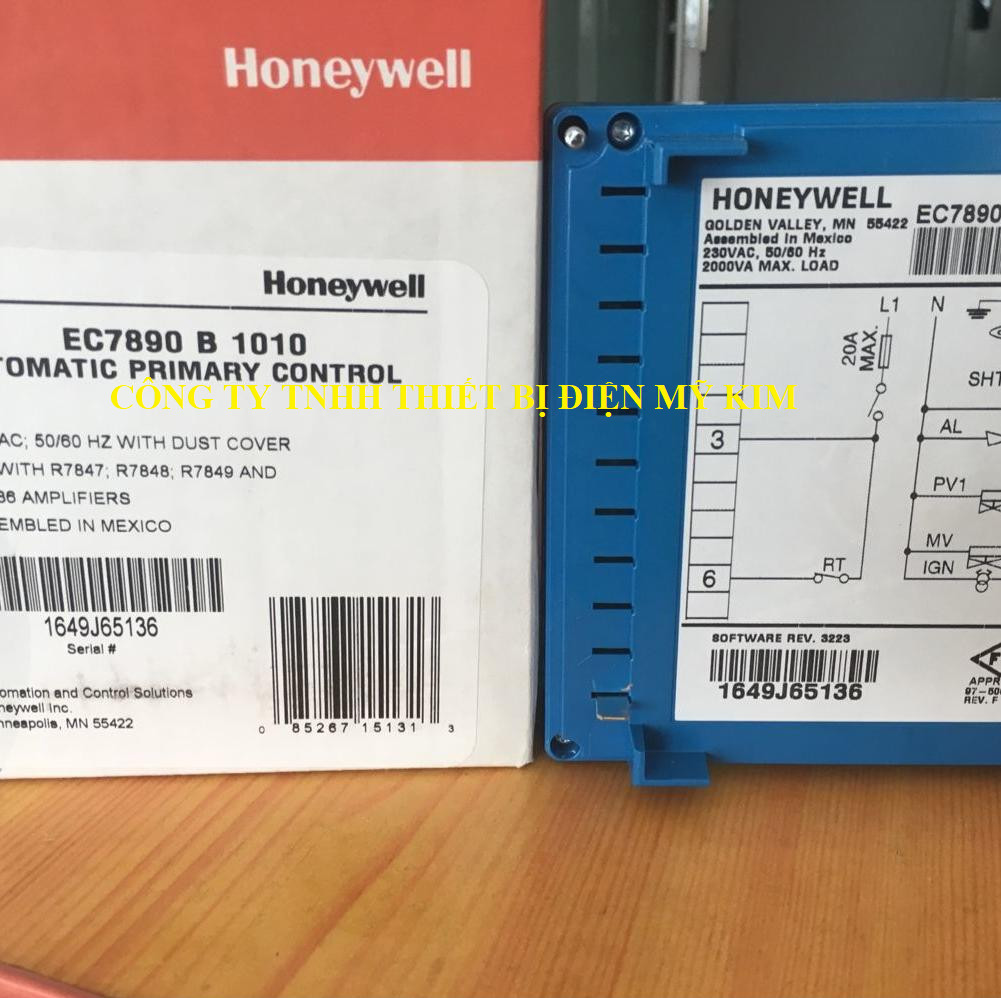 Honeywell
Honeywell
EC7890 B 1010
TOMATIC PRIMARY CONTROL
CÔNG TY TNHH THIẾT BỊ ĐIỆN MỸ KIM
AC; 50/60 HZ WITH DUST COVER
WITH R7847; R7848; R7849 AND
86 AMPLIFIERS
EMBLED IN MEXICO
1649J65136
Serial #
omation and Control Solutions
neywell Inc.
nneapolis, MN 55422
0 85267 15131 3
HONEYWELL
GOLDEN VALLEY, MN 55422
EC7890
Assembled in Mexico
230VAC, 50/60 Hz
2000VA MAX. LOAD
L1 N
20A
MAX.
SHT
3
AL
PV1
MV
RT
IGN
6
SOFTWARE REV. 3223
1649J65136
F
APPR
REV. F